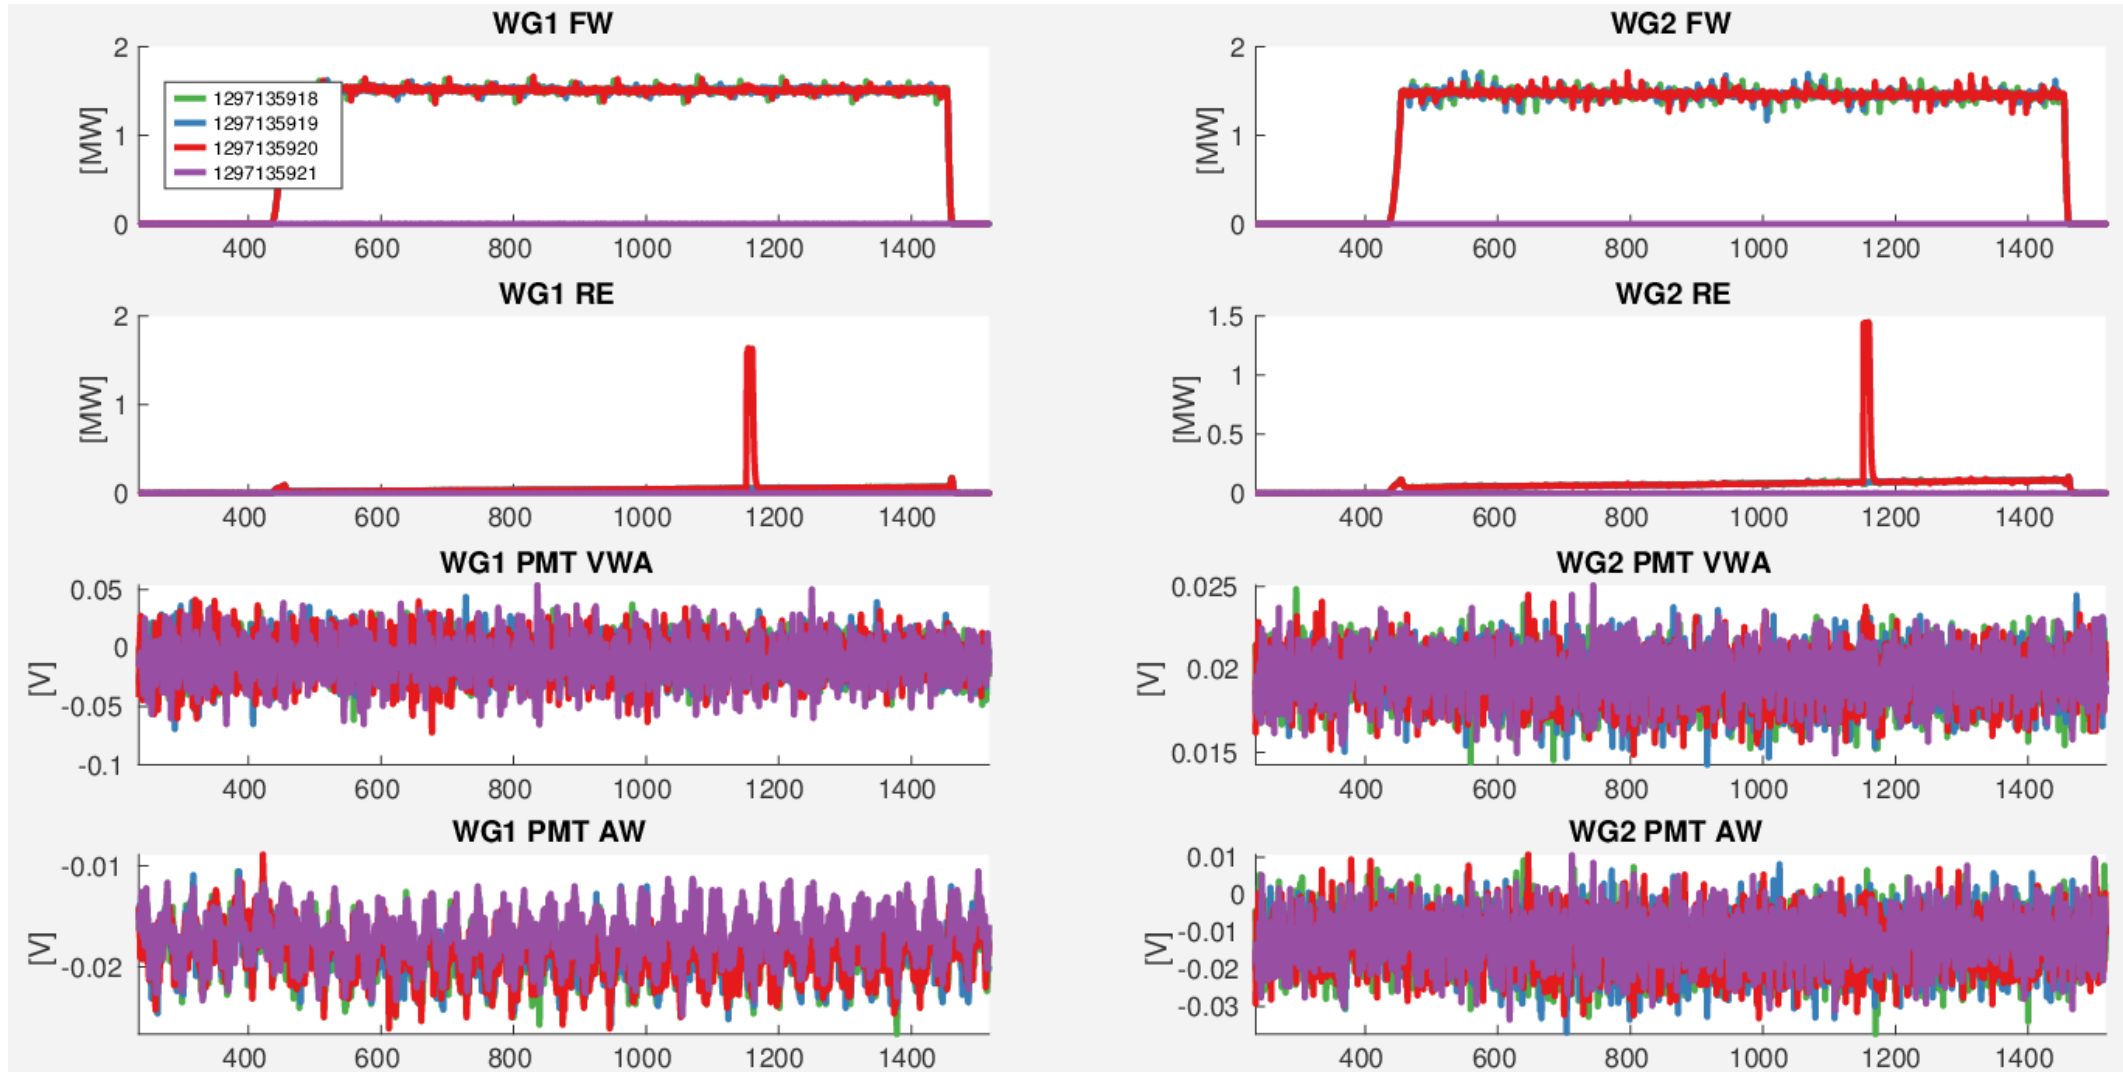 WG1 FW
2
1
0
[MW]
1297135918
1297135919
1297135920
1297135921
400 600 800 1000 1200 1400
WG2 FW
2
1
0
[MW]
400 600 800 1000 1200 1400
WG1 RE
2
1
0
[MW]
400 600 800 1000 1200 1400
WG2 RE
1.5
1
0.5
0
[MW]
400 600 800 1000 1200 1400
WG1 PMT VWA
0.05
0
-0.05
-0.1
[V]
400 600 800 1000 1200 1400
WG2 PMT VWA
0.025
0.02
0.015
[V]
400 600 800 1000 1200 1400
WG1 PMT AW
-0.01
-0.02
[V]
400 600 800 1000 1200 1400
WG2 PMT AW
0.01
0
-0.01
-0.02
-0.03
[V]
400 600 800 1000 1200 1400